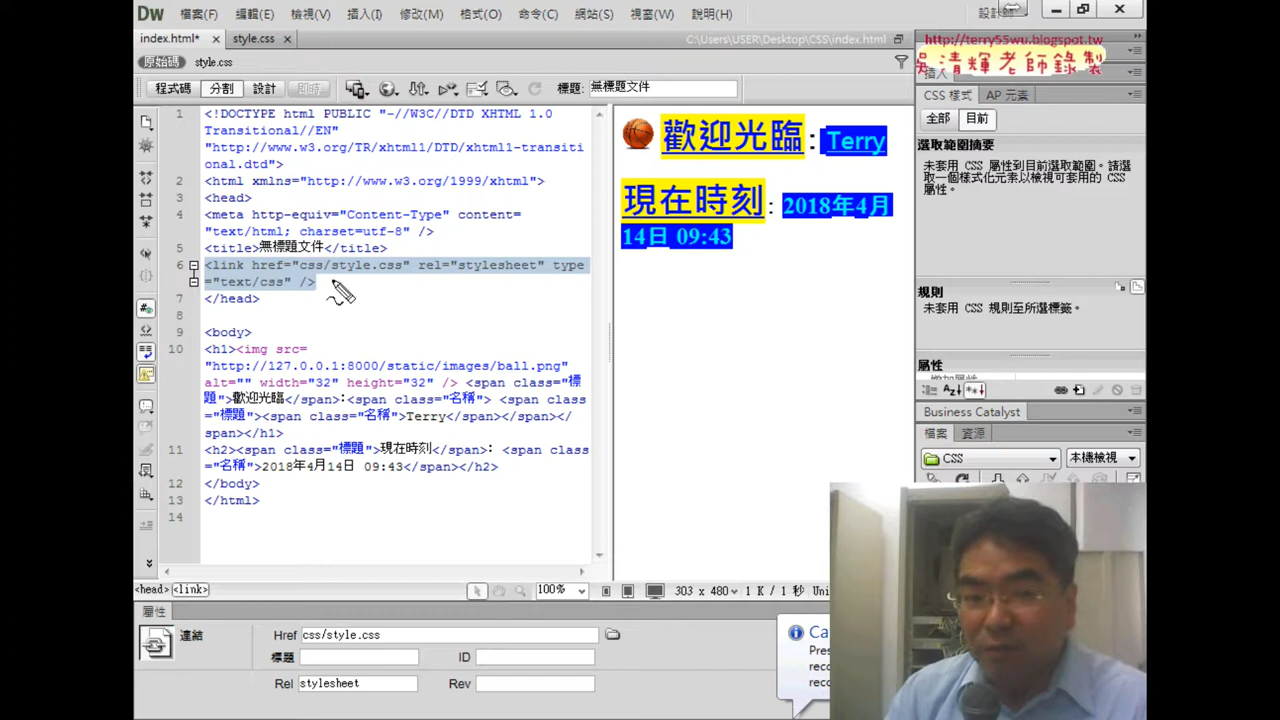 Dw 檔案(F) 編輯(E) 檢視(V) 插入(I) 修改(M) 格式(O) 命令(C) 網站(S) 視窗(W) 說明(H)
index.html* × style.css ×
C:\Users\USER\Desktop\CSS\index.html
http://terry55wu.blogspot.tw
吳清輝老師錄製
原始碼 style.css
插入
程式碼 分割 設計 即時 標題: 無標題文件
CSS 樣式 AP 元素
全部 目前
選取範圍摘要
未套用 CSS 屬性到目前選取範圍。請選
取一個樣式化元素以檢視可套用的 CSS
屬性。
規則
未套用 CSS 規則至所選標籤。
屬性
Business Catalyst
檔案 資源
CSS 本機檢視
1 <!DOCTYPE html PUBLIC "-//W3C//DTD XHTML 1.0
Transitional//EN"
"http://www.w3.org/TR/xhtml1/DTD/xhtml1-transiti
onal.dtd">
2 <html xmlns="http://www.w3.org/1999/xhtml">
3 <head>
4 <meta http-equiv="Content-Type" content=
"text/html; charset=utf-8" />
5 <title>無標題文件</title>
6 <link href="css/style.css" rel="stylesheet" type
="text/css" />
7 </head>
8
9 <body>
10 <h1><img src=
"http://127.0.0.1:8000/static/images/ball.png"
alt="" width="32" height="32" /> <span class="標
題">歡迎光臨</span>:<span class="名稱"> <span class=
"標題"><span class="名稱">Terry</span></span></
span></h1>
11 <h2><span class="標題">現在時刻</span>: <span class
="名稱">2018年4月14日 09:43</span></h2>
12 </body>
13 </html>
14
歡迎光臨: Terry
現在時刻: 2018年4月
14日 09:43
<head> <link>
100% 303 x 480 1 K / 1 秒 Uni
屬性
連結 Href css/style.css
標題 ID
Rel stylesheet Rev
Ca
Pres
reco
reco